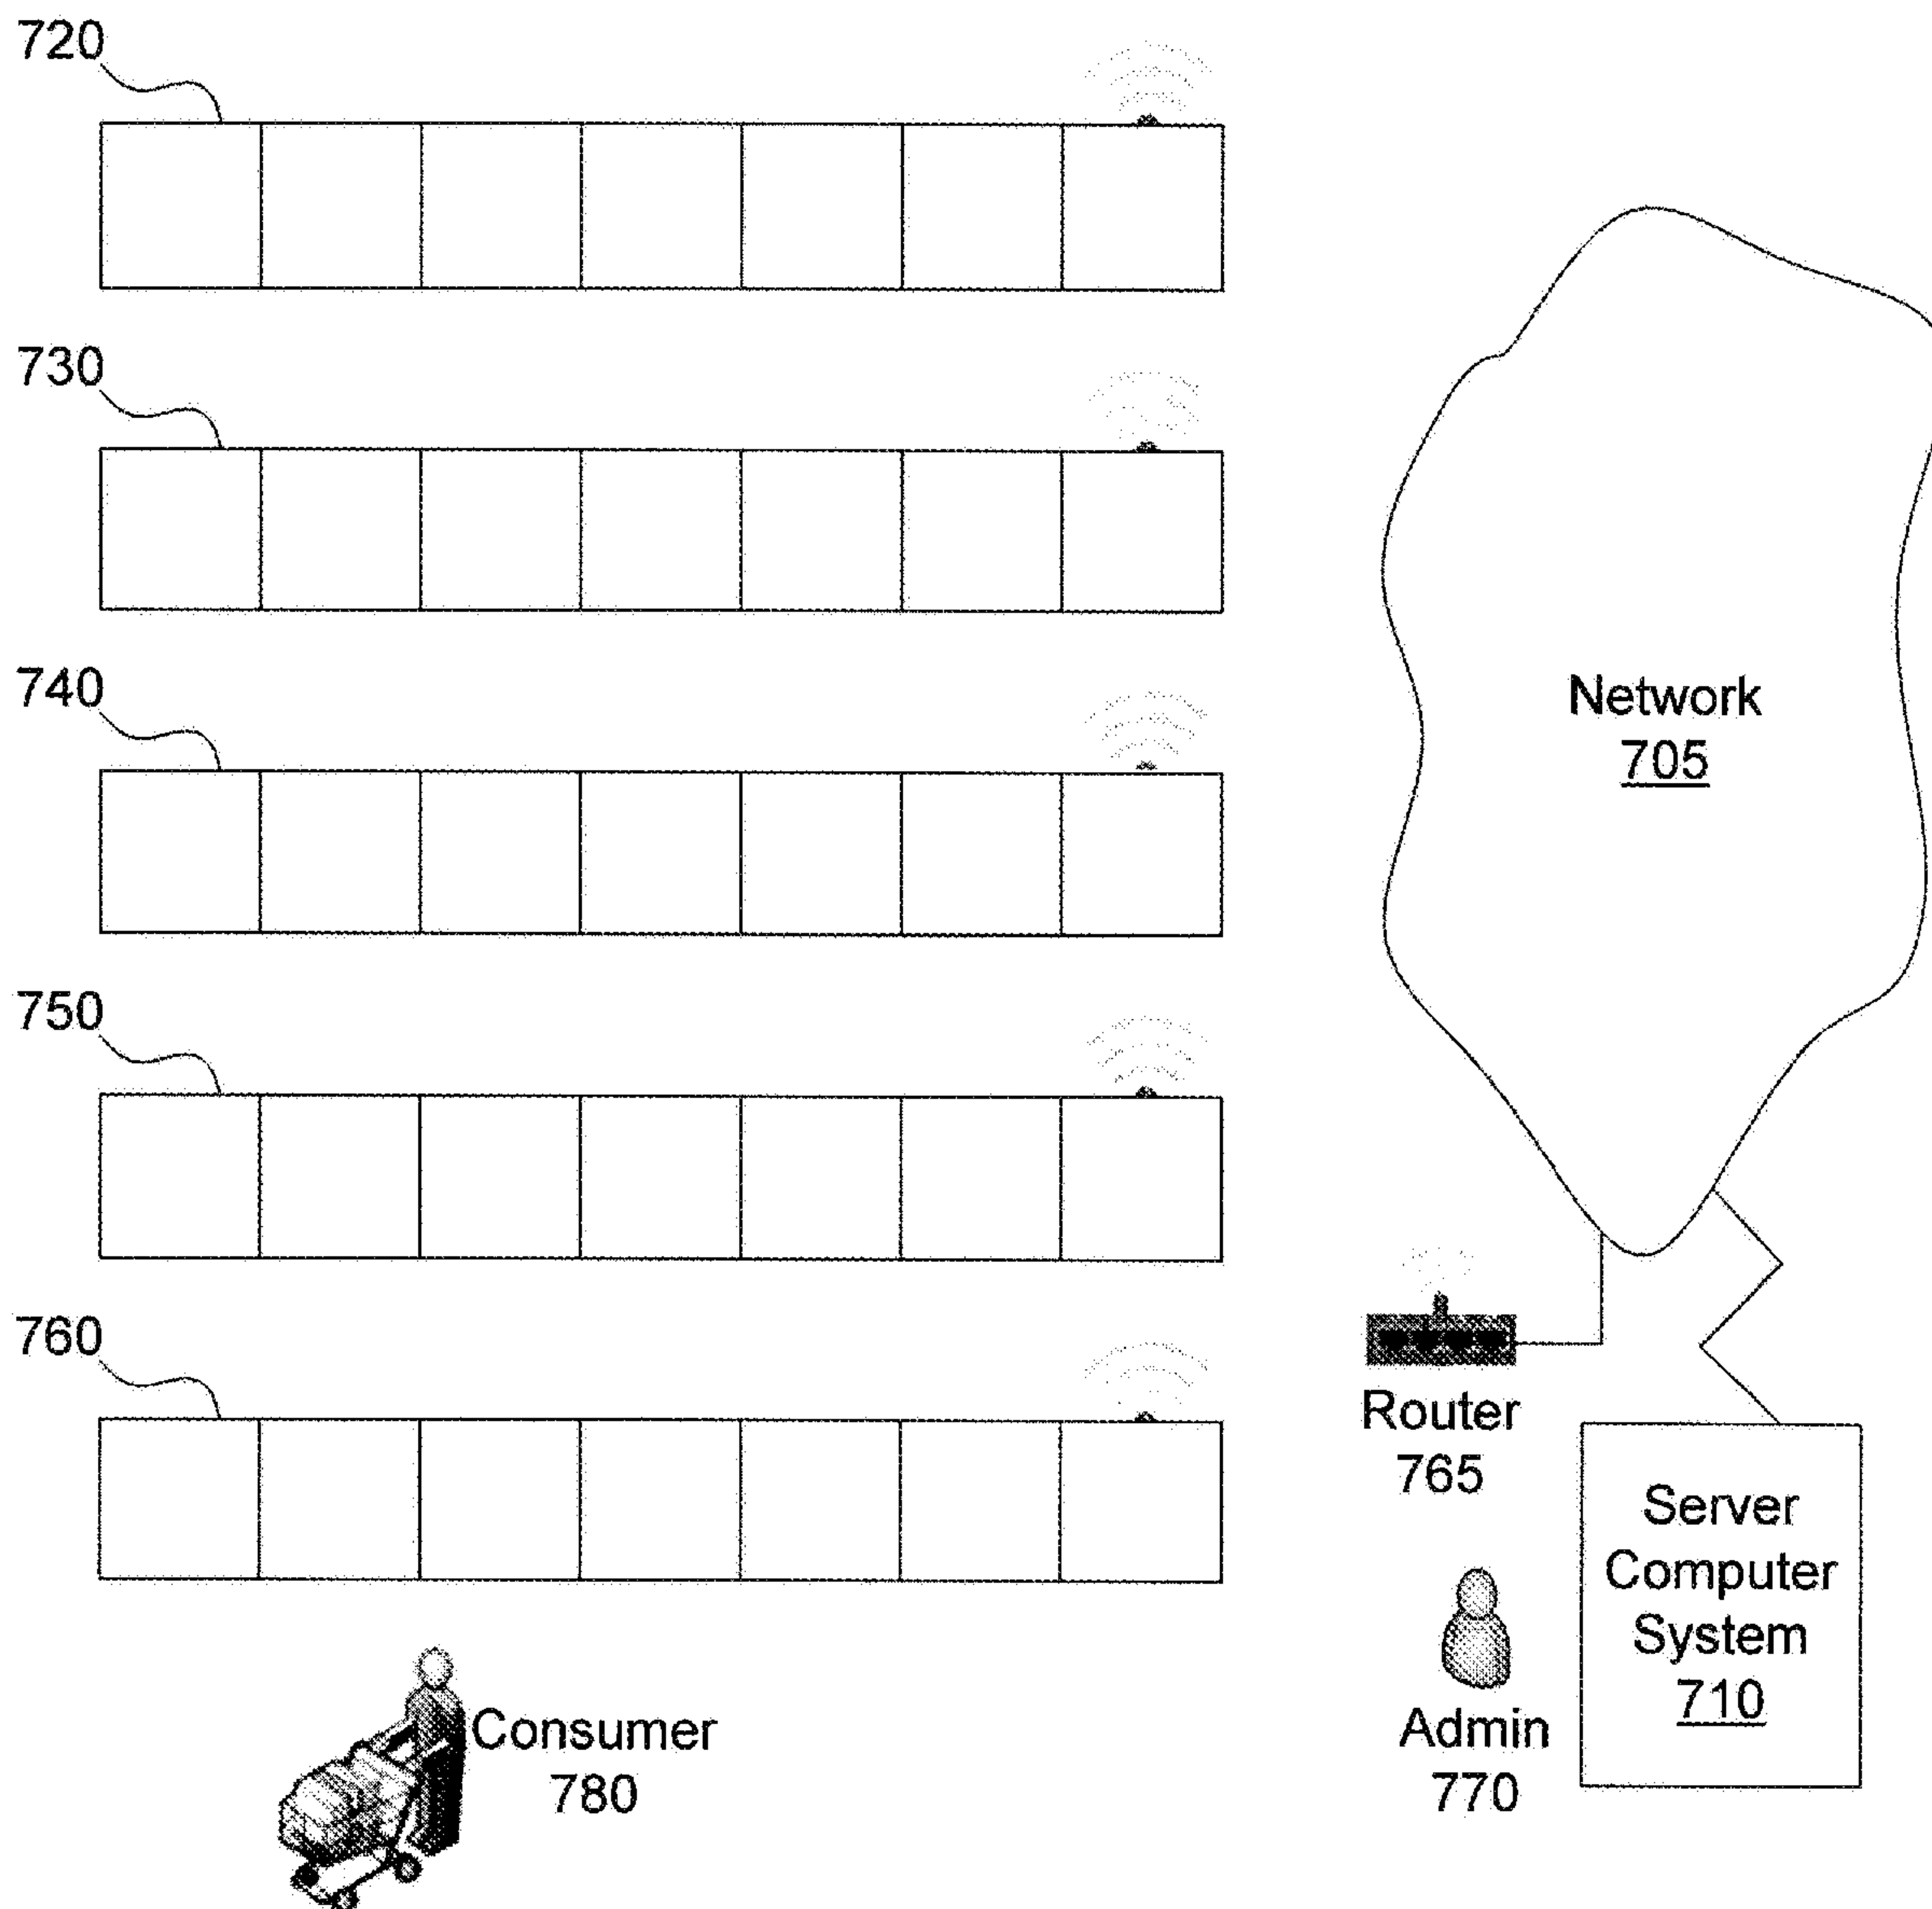 720
730
740
750
760
Network
705
Router
765
Server
Computer
System
710
Admin
770
Consumer
780